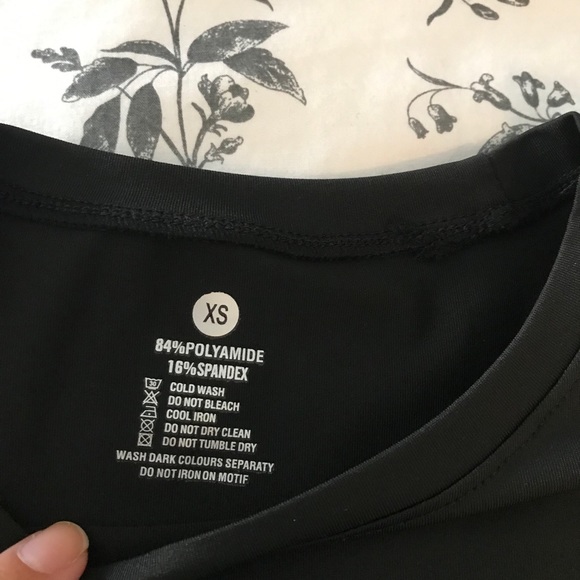 XS
84%POLYAMIDE
16%SPANDEX
30 COLD WASH
DO NOT BLEACH
COOL IRON
DO NOT DRY CLEAN
DO NOT TUMBLE DRY
WASH DARK COLOURS SEPARATY
DO NOT IRON ON MOTIF